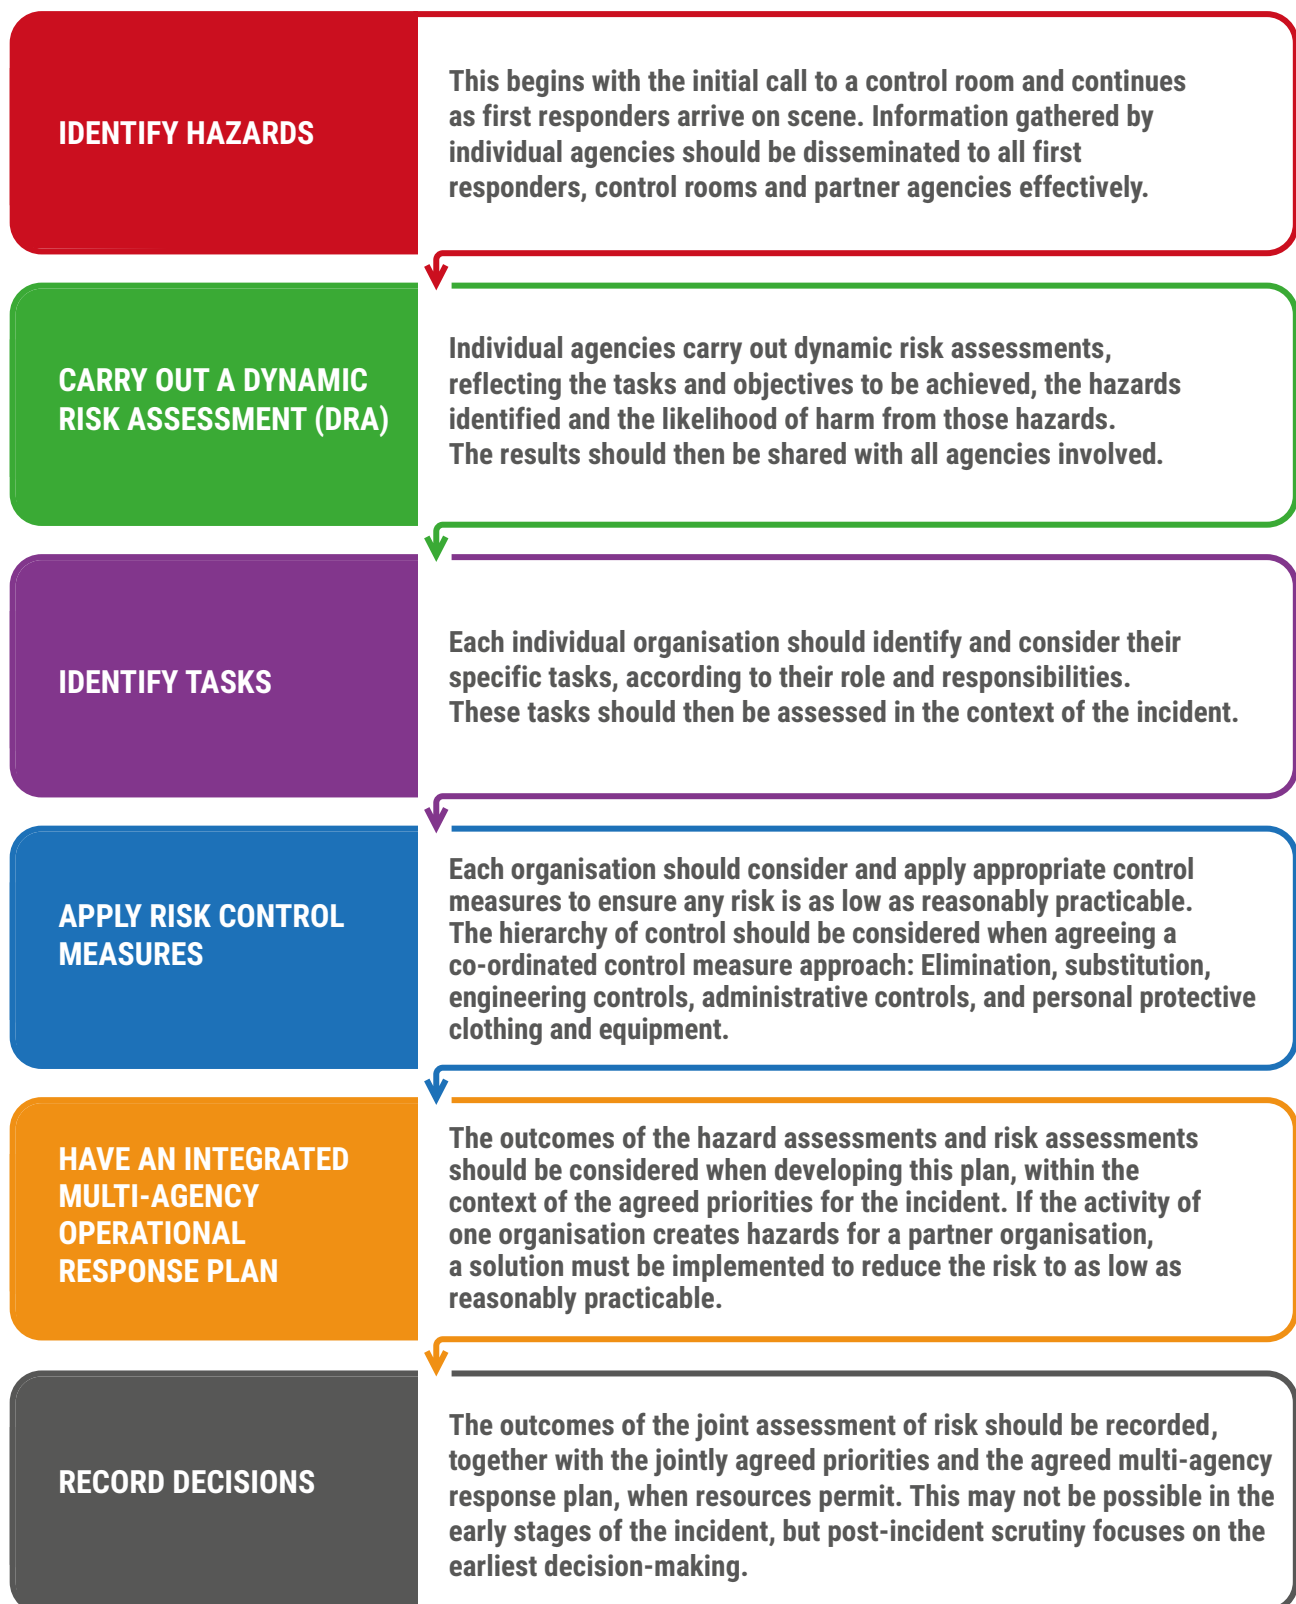 IDENTIFY HAZARDS
This begins with the initial call to a control room and continues
as first responders arrive on scene. Information gathered by
individual agencies should be disseminated to all first
responders, control rooms and partner agencies effectively.
CARRY OUT A DYNAMIC
RISK ASSESSMENT (DRA)
Individual agencies carry out dynamic risk assessments,
reflecting the tasks and objectives to be achieved, the hazards
identified and the likelihood of harm from those hazards.
The results should then be shared with all agencies involved.
IDENTIFY TASKS
Each individual organisation should identify and consider their
specific tasks, according to their role and responsibilities.
These tasks should then be assessed in the context of the incident.
APPLY RISK CONTROL
MEASURES
Each organisation should consider and apply appropriate control
measures to ensure any risk is as low as reasonably practicable.
The hierarchy of control should be considered when agreeing a
co-ordinated control measure approach: Elimination, substitution,
engineering controls, administrative controls, and personal protective
clothing and equipment.
HAVE AN INTEGRATED
MULTI-AGENCY
OPERATIONAL
RESPONSE PLAN
The outcomes of the hazard assessments and risk assessments
should be considered when developing this plan, within the
context of the agreed priorities for the incident. If the activity of
one organisation creates hazards for a partner organisation,
a solution must be implemented to reduce the risk to as low as
reasonably practicable.
RECORD DECISIONS
The outcomes of the joint assessment of risk should be recorded,
together with the jointly agreed priorities and the agreed multi-agency
response plan, when resources permit. This may not be possible in the
early stages of the incident, but post-incident scrutiny focuses on the
earliest decision-making.